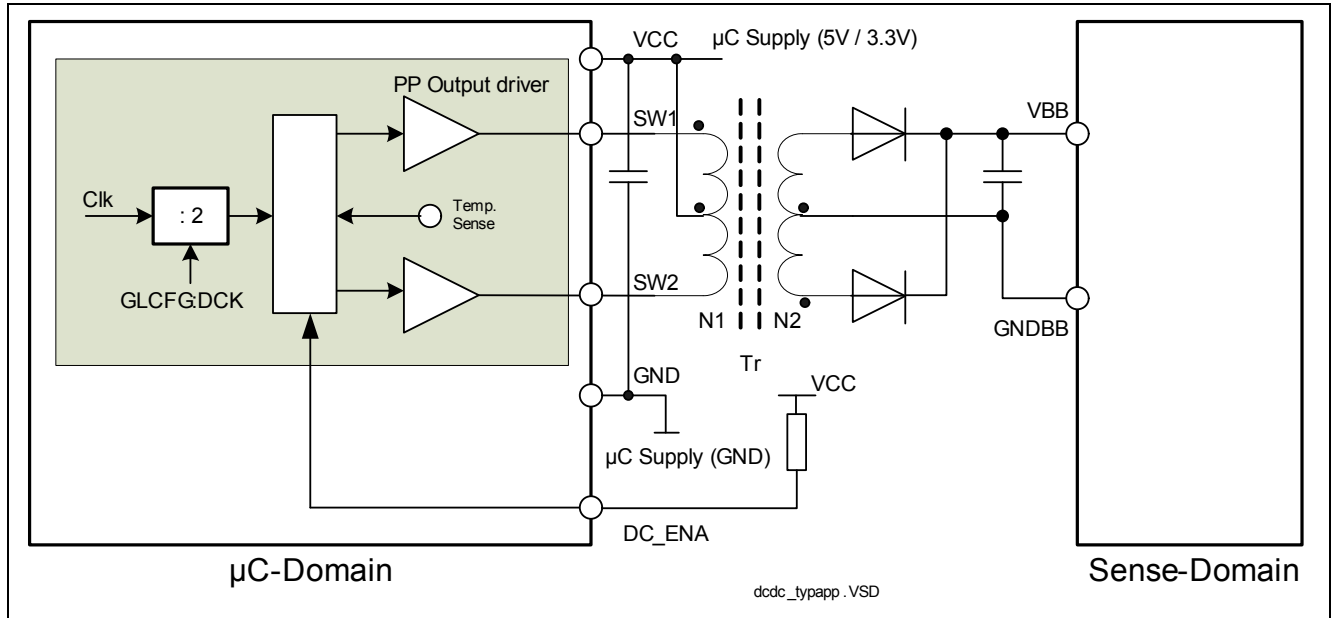 VCC
µC Supply (5V / 3.3V)
PP Output driver
SW1
VBB
Clk
: 2
Temp.
Sense
GLCFG:DCK
SW2
N1
N2
GNDBB
Tr
GND
VCC
µC Supply (GND)
DC_ENA
µC-Domain
Sense-Domain
dcdc_typapp.VSD